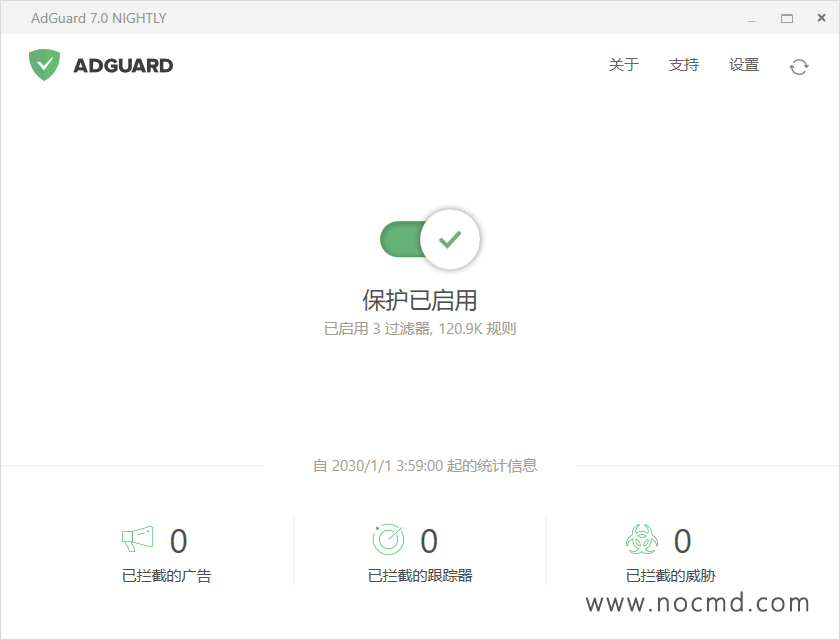 AdGuard 7.0 NIGHTLY
ADGUARD
关于 支持 设置
保护已启用
已启用 3 过滤器, 120.9K 规则
自 2030/1/1 3:59:00 起的统计信息
0 0 0
已拦截的广告 已拦截的跟踪器 已拦截的威胁
www.nocmd.com